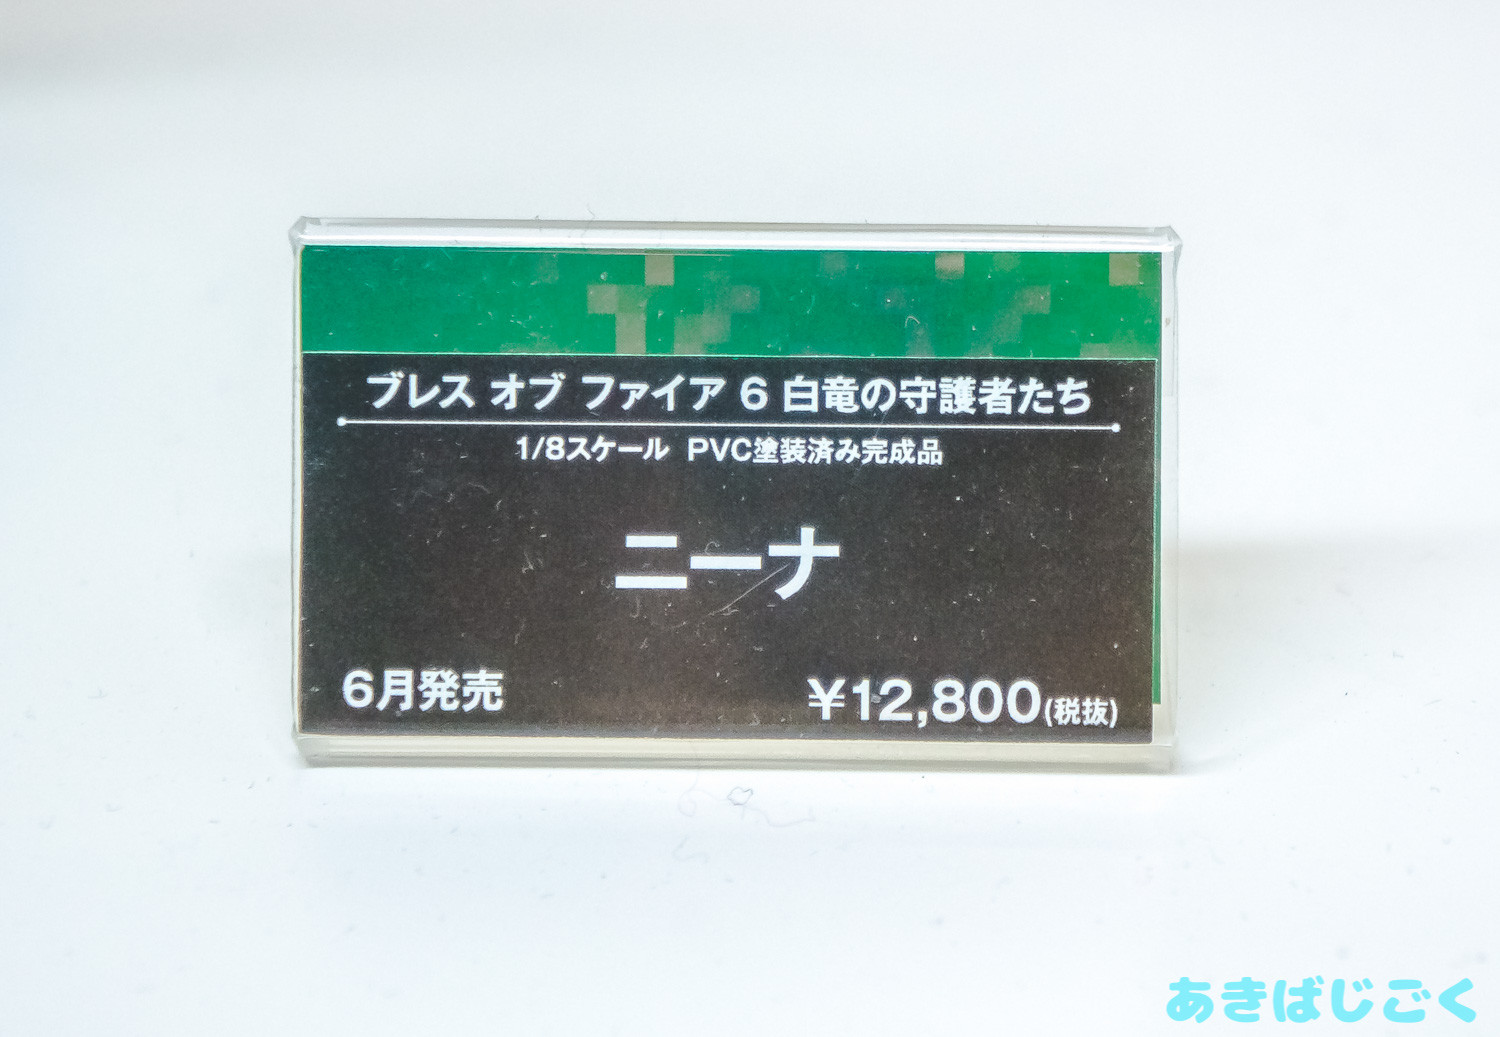 ブレス オブ ファイア 6 白竜の守護者たち
1/8スケール PVC塗装済み完成品
ニーナ
6月発売
¥12,800(税抜)
あきばじごく